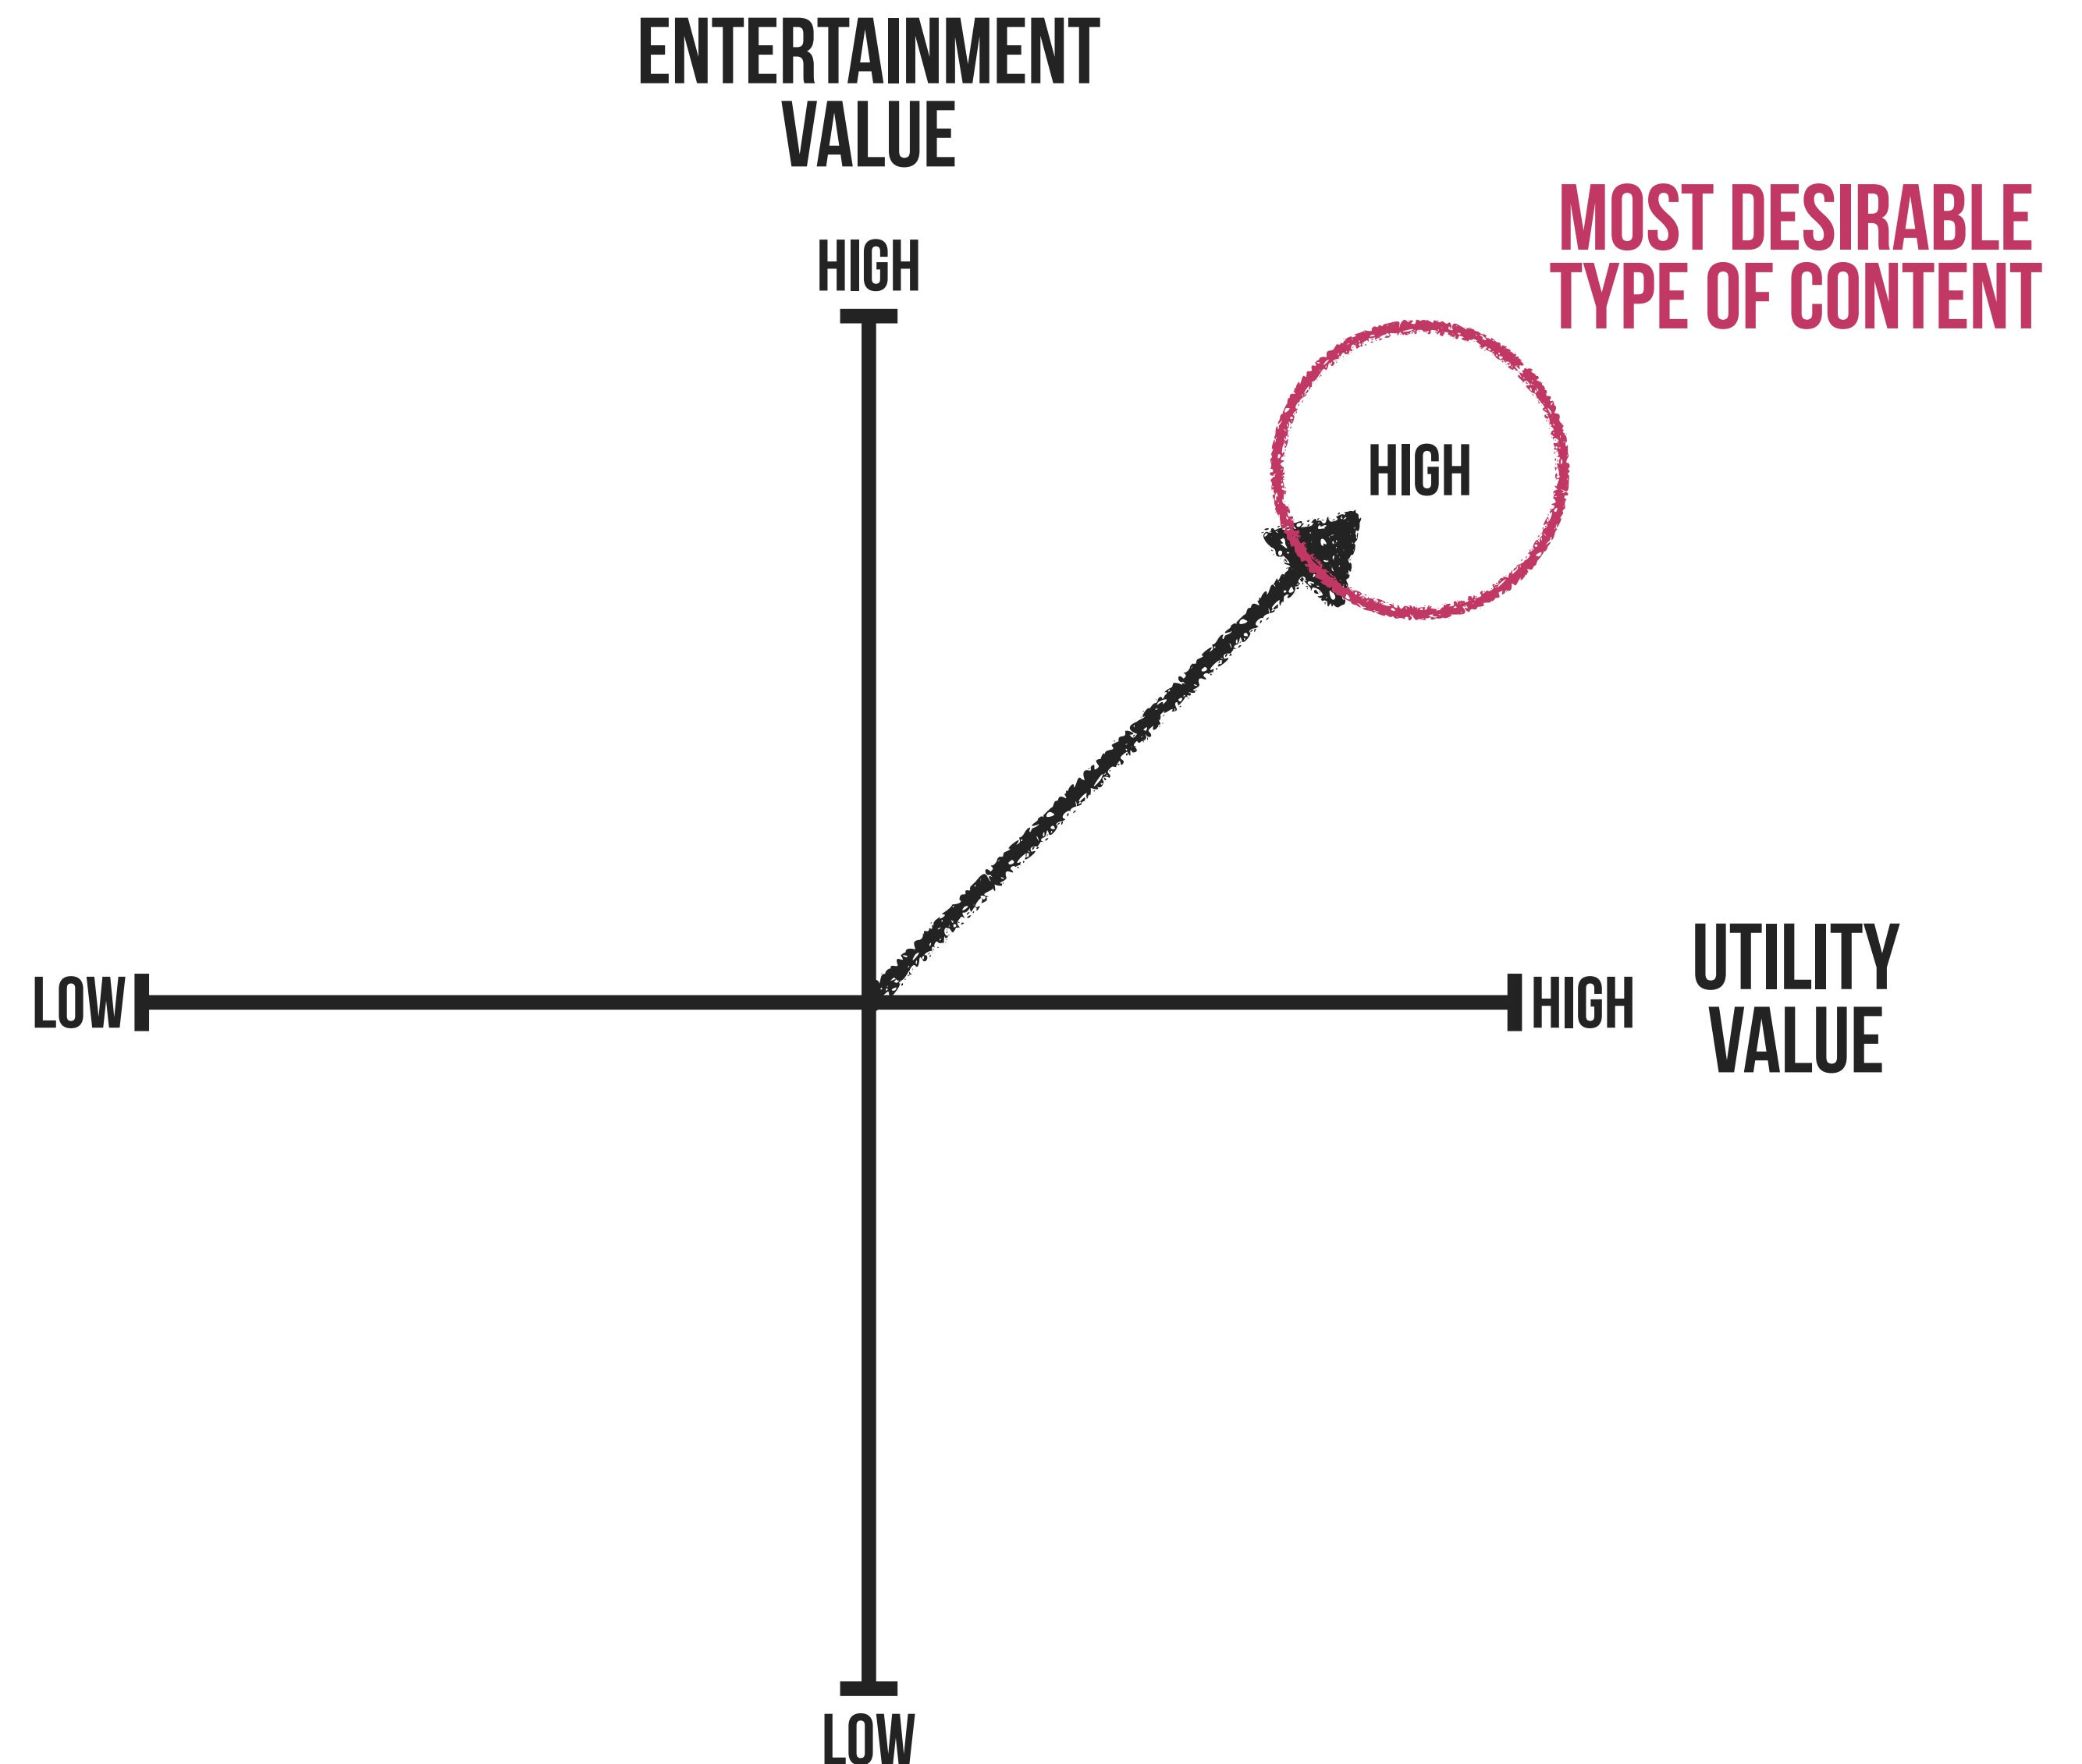 ENTERTAINMENT
VALUE
HIGH
MOST DESIRABLE
TYPE OF CONTENT
HIGH
LOW
HIGH
UTILITY
VALUE
LOW